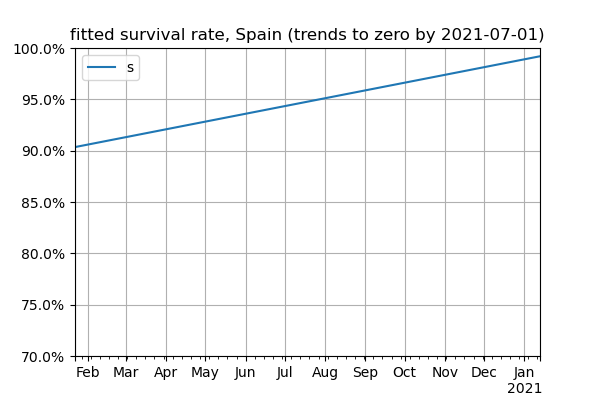 fitted survival rate, Spain (trends to zero by 2021-07-01)
100.0%
s
95.0%
90.0%
85.0%
80.0%
75.0%
70.0%
Feb Mar Apr May Jun Jul Aug Sep Oct Nov Dec Jan
2021